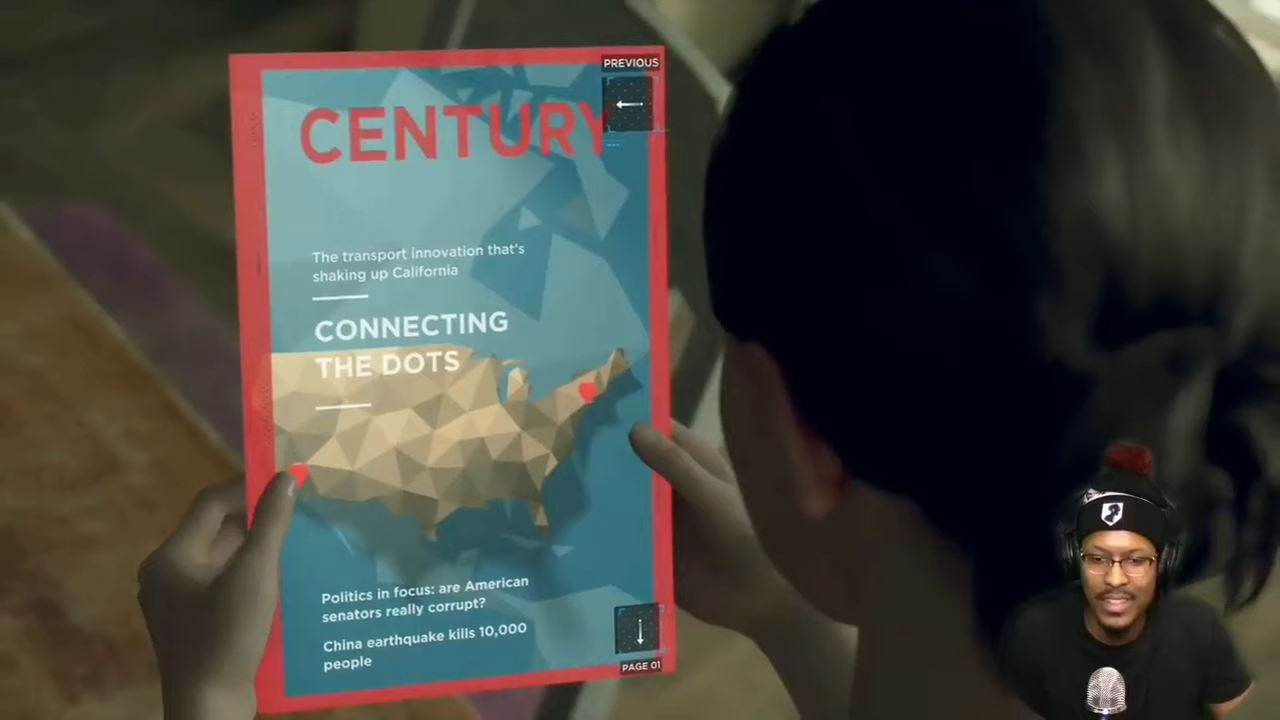 PREVIOUS
CENTURY
The transport innovation that's
shaking up California
CONNECTING
THE DOTS
Politics in focus: are American
senators really corrupt?
China earthquake kills 10,000
people
PAGE 01